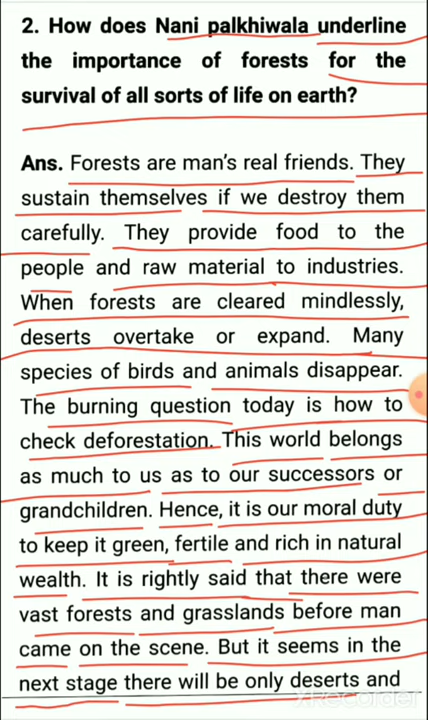 2. How does Nani palkhiwala underline
the importance of forests for the
survival of all sorts of life on earth?
Ans. Forests are man's real friends. They
sustain themselves if we destroy them
carefully. They provide food to the
people and raw material to industries.
When forests are cleared mindlessly,
deserts overtake or expand. Many
species of birds and animals disappear.
The burning question today is how to
check deforestation. This world belongs
as much to us as to our successors or
grandchildren. Hence, it is our moral duty
to keep it green, fertile and rich in natural
wealth. It is rightly said that there were
vast forests and grasslands before man
came on the scene. But it seems in the
next stage there will be only deserts and
XRecorder